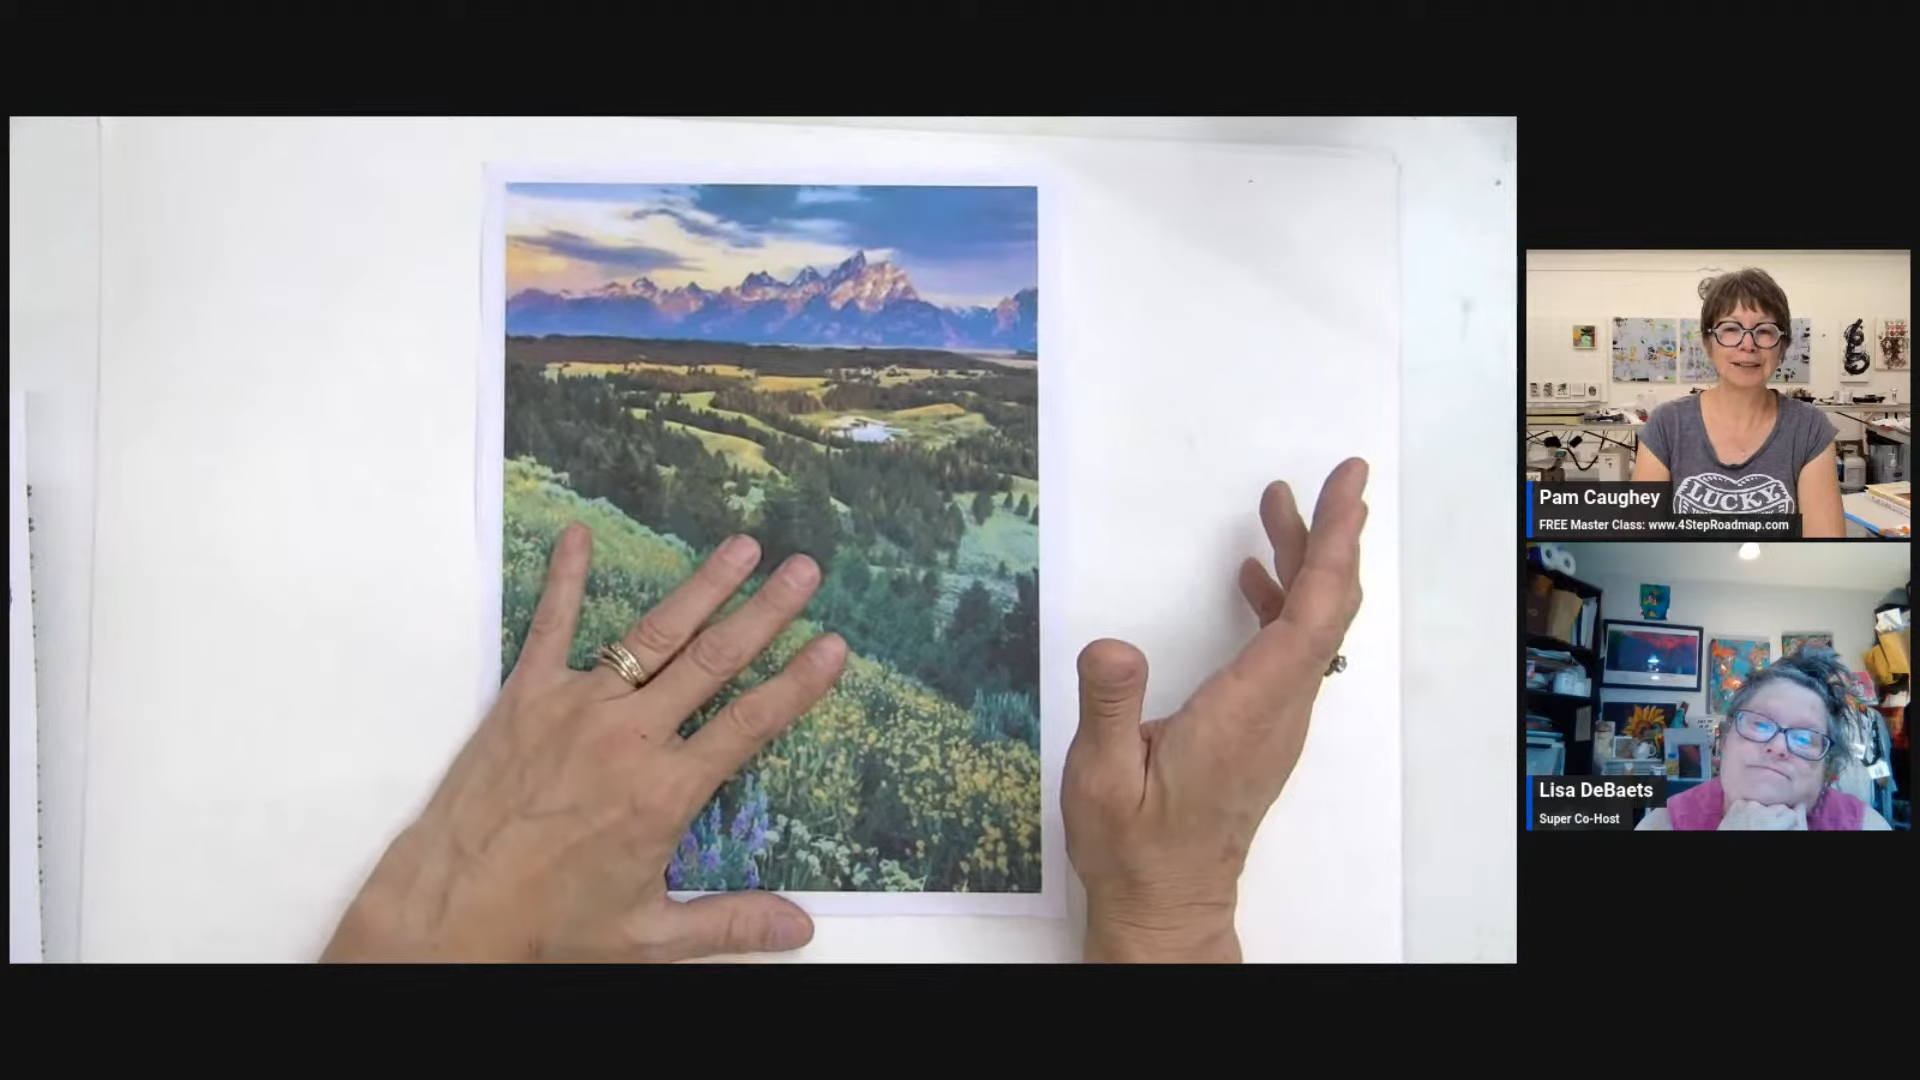 LUCKY
Pam Caughey
FREE Master Class: www.4StepRoadmap.com
Lisa DeBaets
Super Co-Host